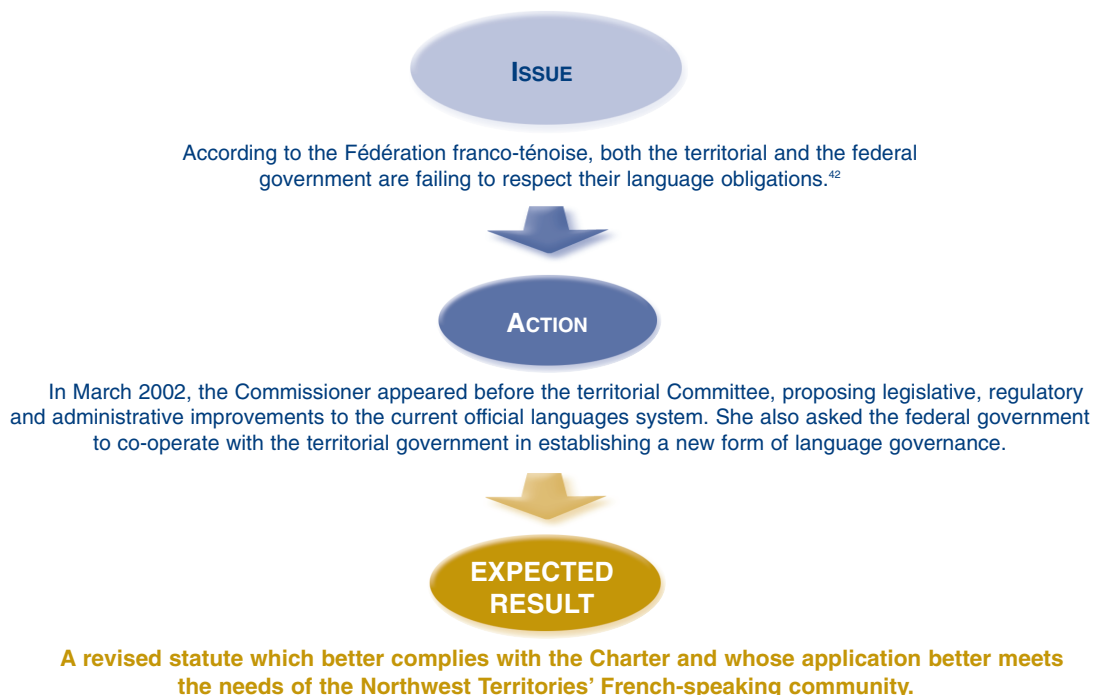 ISSUE
According to the Fédération franco-ténoise, both the territorial and the federal
government are failing to respect their language obligations.⁴²
ACTION
In March 2002, the Commissioner appeared before the territorial Committee, proposing legislative, regulatory
and administrative improvements to the current official languages system. She also asked the federal government
to co-operate with the territorial government in establishing a new form of language governance.
EXPECTED
RESULT
A revised statute which better complies with the Charter and whose application better meets
the needs of the Northwest Territories’ French-speaking community.